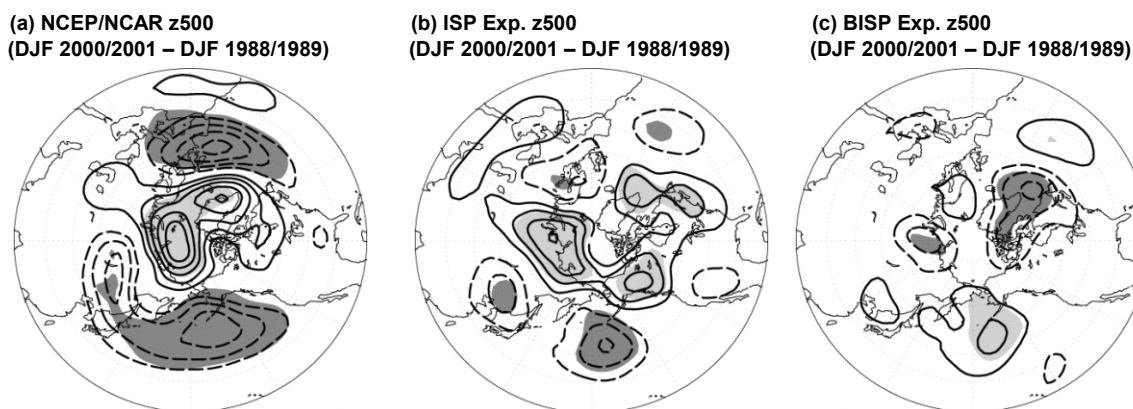 (a) NCEP/NCAR z500
(DJF 2000/2001 – DJF 1988/1989)
(b) ISP Exp. z500
(DJF 2000/2001 – DJF 1988/1989)
(c) BISP Exp. z500
(DJF 2000/2001 – DJF 1988/1989)